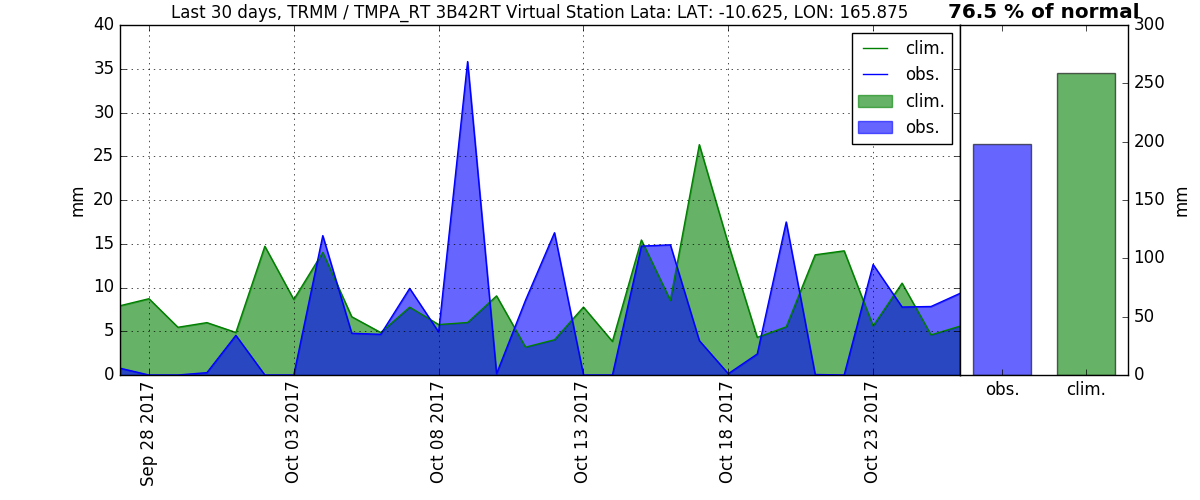 Last 30 days, TRMM / TMPA_RT 3B42RT Virtual Station Lata: LAT: -10.625, LON: 165.875
76.5 % of normal
mm
40
35
30
25
20
15
10
5
0
clim.
obs.
clim.
obs.
Sep 28 2017
Oct 03 2017
Oct 08 2017
Oct 13 2017
Oct 18 2017
Oct 23 2017
300
250
200
150
100
50
0
mm
obs.
clim.